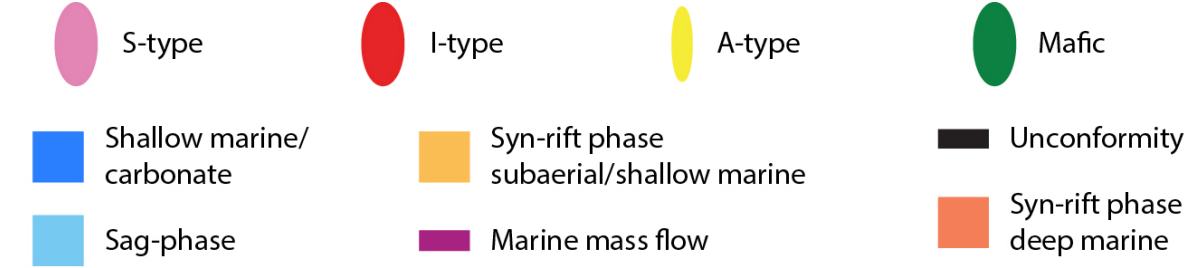 S-type
I-type
A-type
Mafic
Shallow marine/
carbonate
Syn-rift phase
subaerial/shallow marine
Unconformity
Sag-phase
Marine mass flow
Syn-rift phase
deep marine